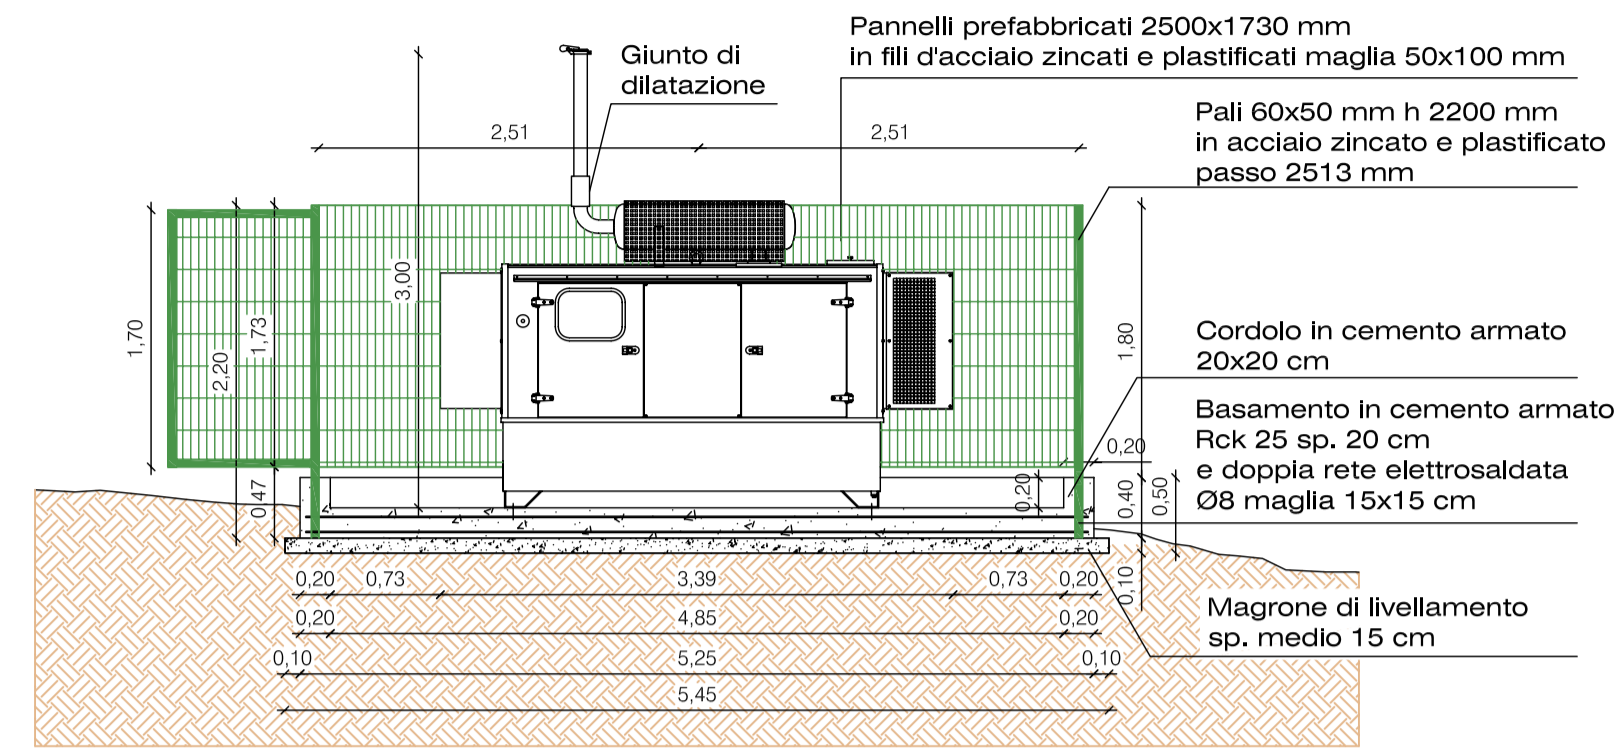 Pannelli prefabbricati 2500x1730 mm
in fili d'acciaio zincati e plastificati maglia 50x100 mm
Giunto di
dilatazione
Pali 60x50 mm h 2200 mm
in acciaio zincato e plastificato
passo 2513 mm
2,51
2,51
3,00
1,70
2,20
1,73
1,80
Cordolo in cemento armato
20x20 cm
Basamento in cemento armato
Rck 25 sp. 20 cm
e doppia rete elettrosaldata
Ø8 maglia 15x15 cm
0,20
0,47
0,20
0,40
0,50
0,10
0,20
0,73
3,39
0,73
0,20
0,20
4,85
0,20
0,10
5,25
0,10
5,45
Magrone di livellamento
sp. medio 15 cm